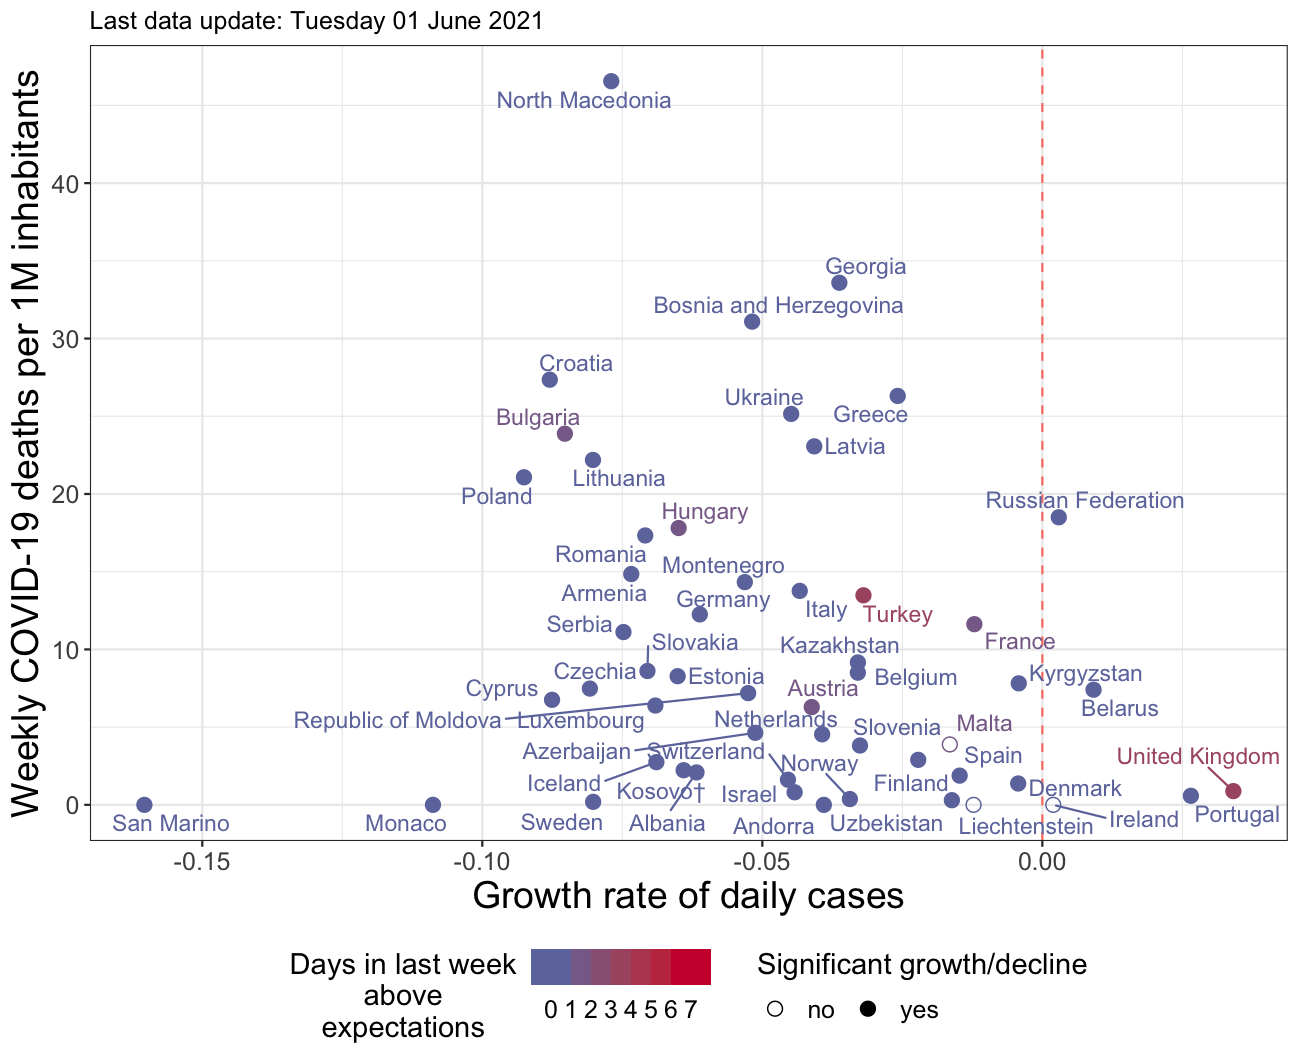 Last data update: Tuesday 01 June 2021
Weekly COVID-19 deaths per 1M inhabitants
North Macedonia
40
Georgia
Bosnia and Herzegovina
30
Croatia
Ukraine
Greece
Bulgaria
Latvia
Lithuania
20
Poland
Russian Federation
Hungary
Romania
Montenegro
Armenia
Germany
Italy
Turkey
Serbia
Slovakia
Kazakhstan
France
10
Czechia
Estonia
Belgium
Kyrgyzstan
Cyprus
Austria
Belarus
Republic of Moldova
Luxembourg
Netherlands
Slovenia
Malta
Azerbaijan
Switzerland
Norway
Spain
United Kingdom
Iceland
Kosovo†
Israel
Finland
Denmark
0
San Marino
Monaco
Sweden
Albania
Andorra
Uzbekistan
Liechtenstein
Ireland
Portugal
-0.15 -0.10 -0.05 0.00
Growth rate of daily cases
Days in last week
above
expectations
0 1 2 3 4 5 6 7
Significant growth/decline
no yes